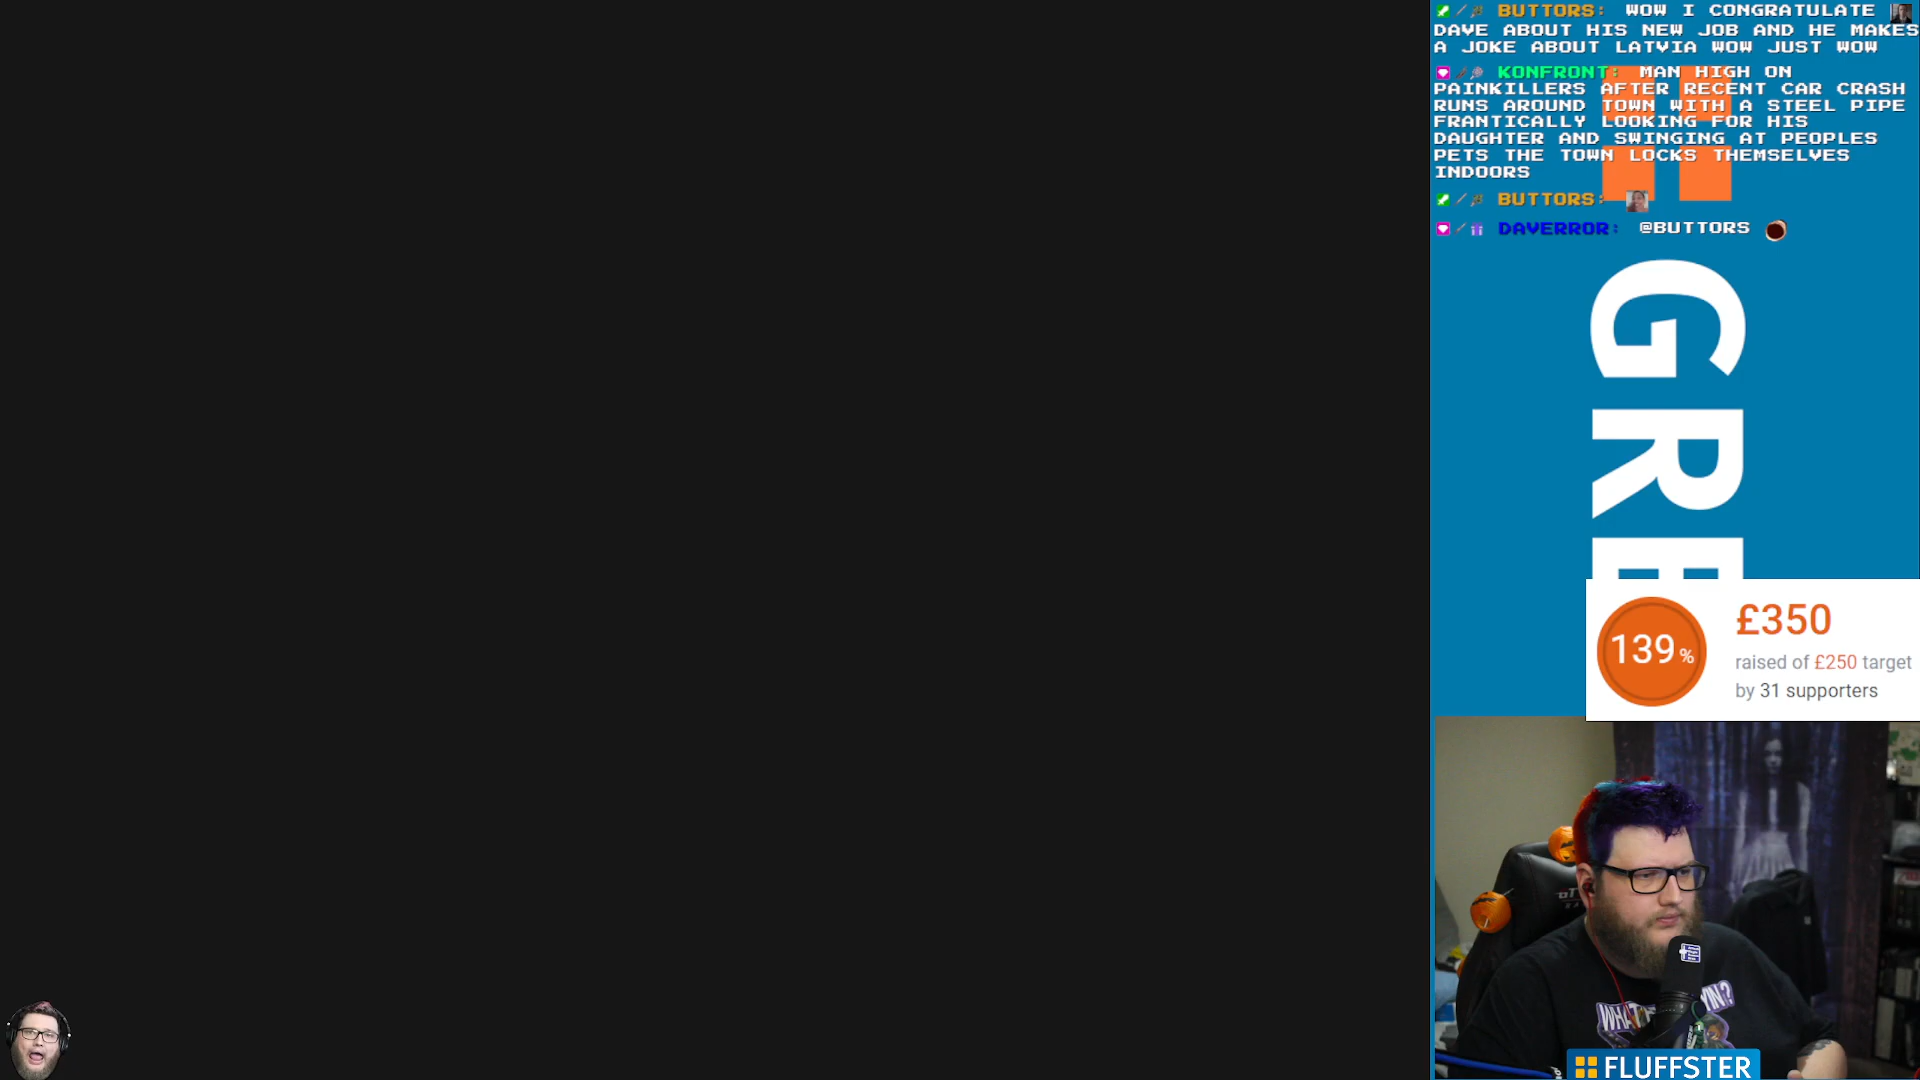 BUTTORS: WOW I CONGRATULATE
DAVE ABOUT HIS NEW JOB AND HE MAKES
A JOKE ABOUT LATVIA WOW JUST WOW
KONFRONT: MAN HIGH ON
PAINKILLERS AFTER RECENT CAR CRASH
RUNS AROUND TOWN WITH A STEEL PIPE
FRANTICALLY LOOKING FOR HIS
DAUGHTER AND SWINGING AT PEOPLES
PETS THE TOWN LOCKS THEMSELVES
INDOORS
BUTTORS:
DAVERROR: @BUTTORS
GRE
139%
£350
raised of £250 target
by 31 supporters
FLUFFSTER